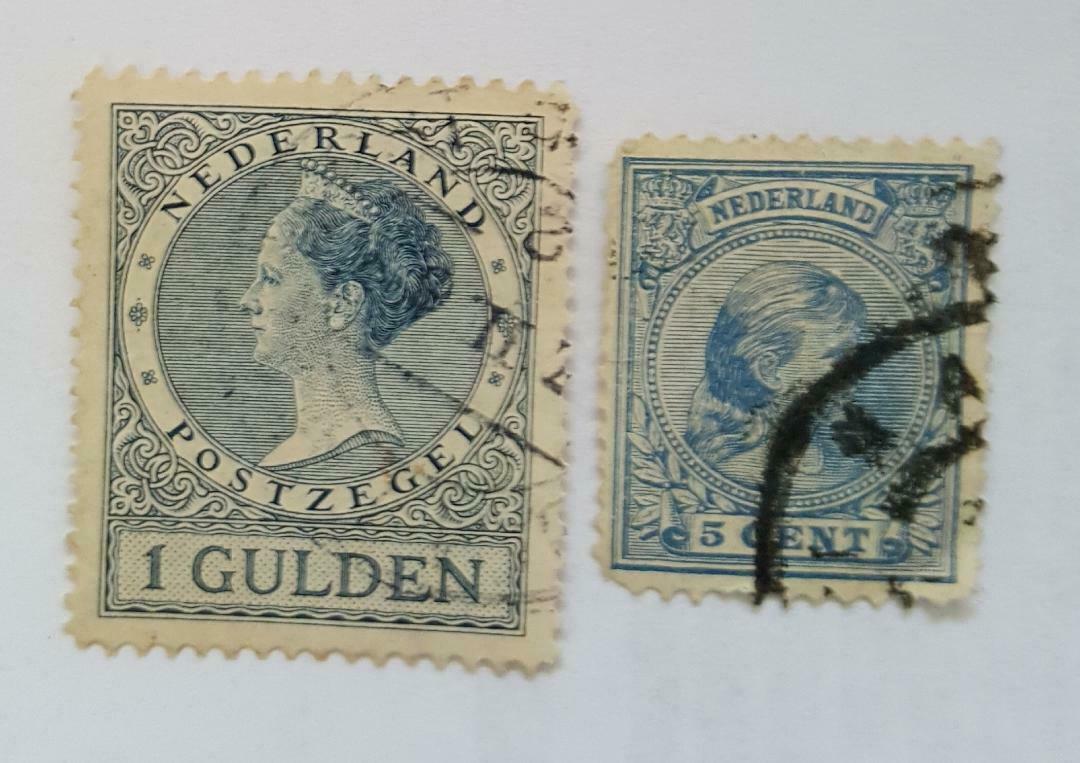 NEDERLAND
POSTZEGEL
1 GULDEN
NEDERLAND
5 CENT